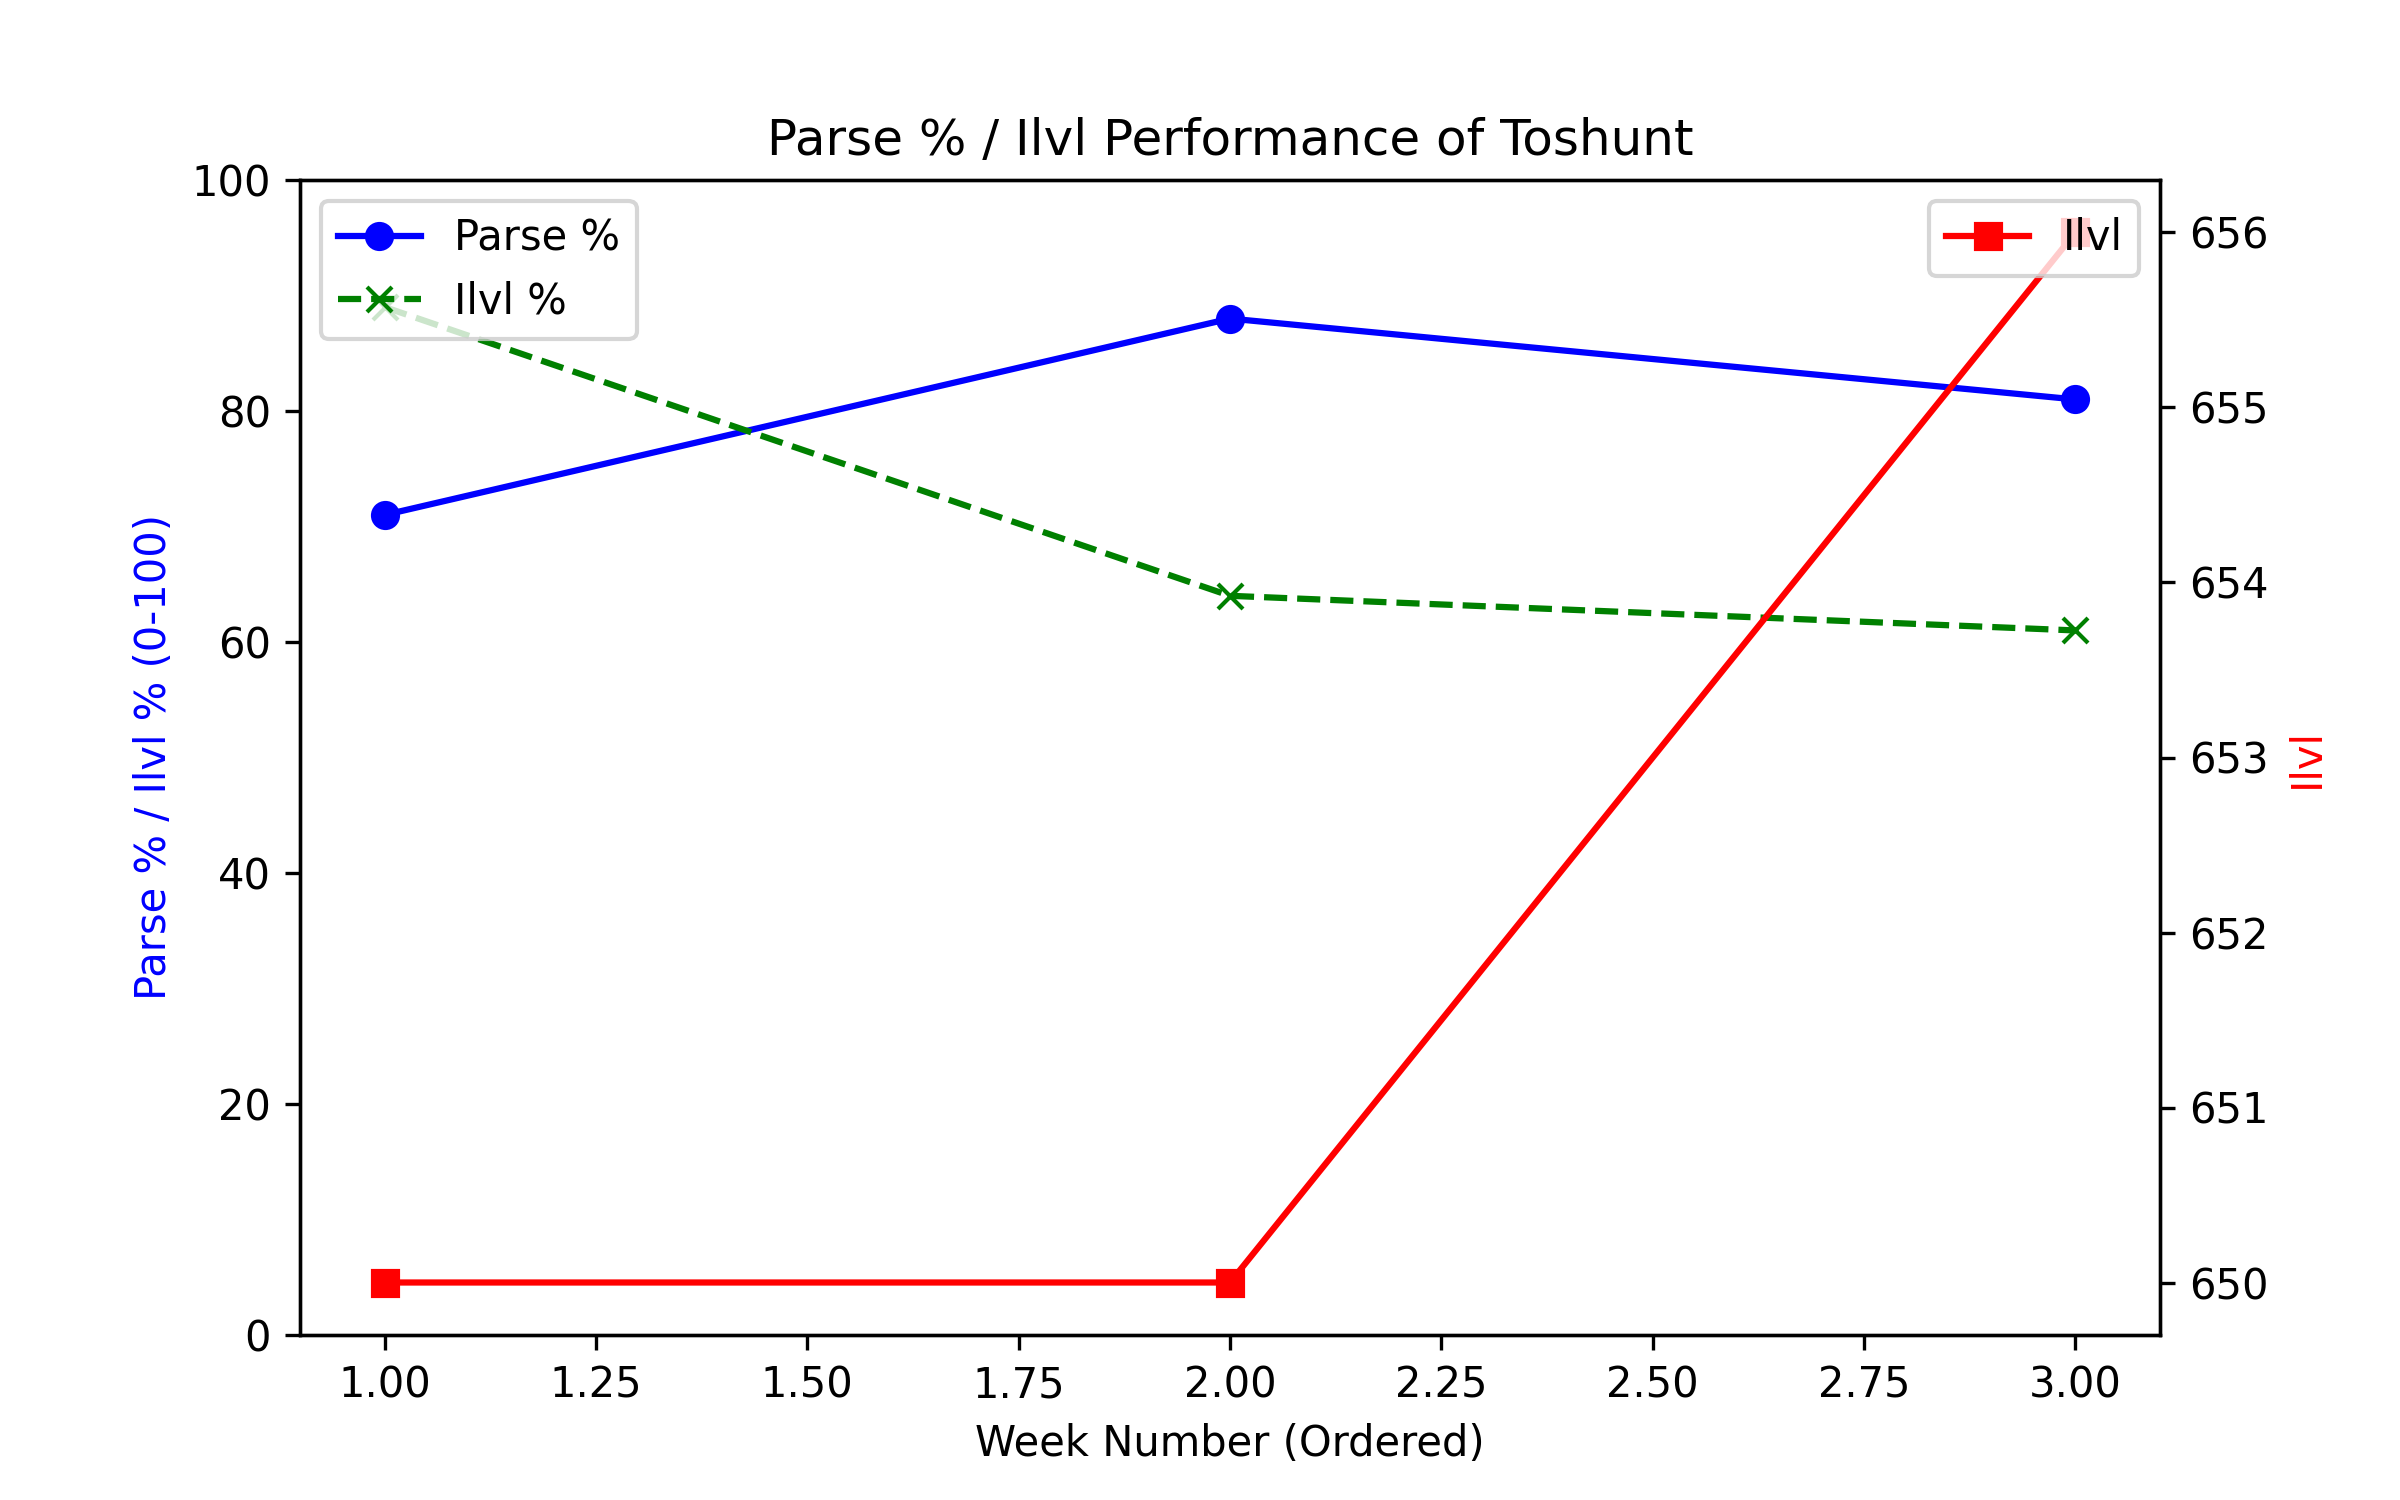 Parse % / Ilvl Performance of Toshunt
100
80
60
40
20
0
Parse % / Ilvl % (0-100)
Parse %
Ilvl %
Ilvl
656
655
654
653
652
651
650
Ilvl
1.00 1.25 1.50 1.75 2.00 2.25 2.50 2.75 3.00
Week Number (Ordered)